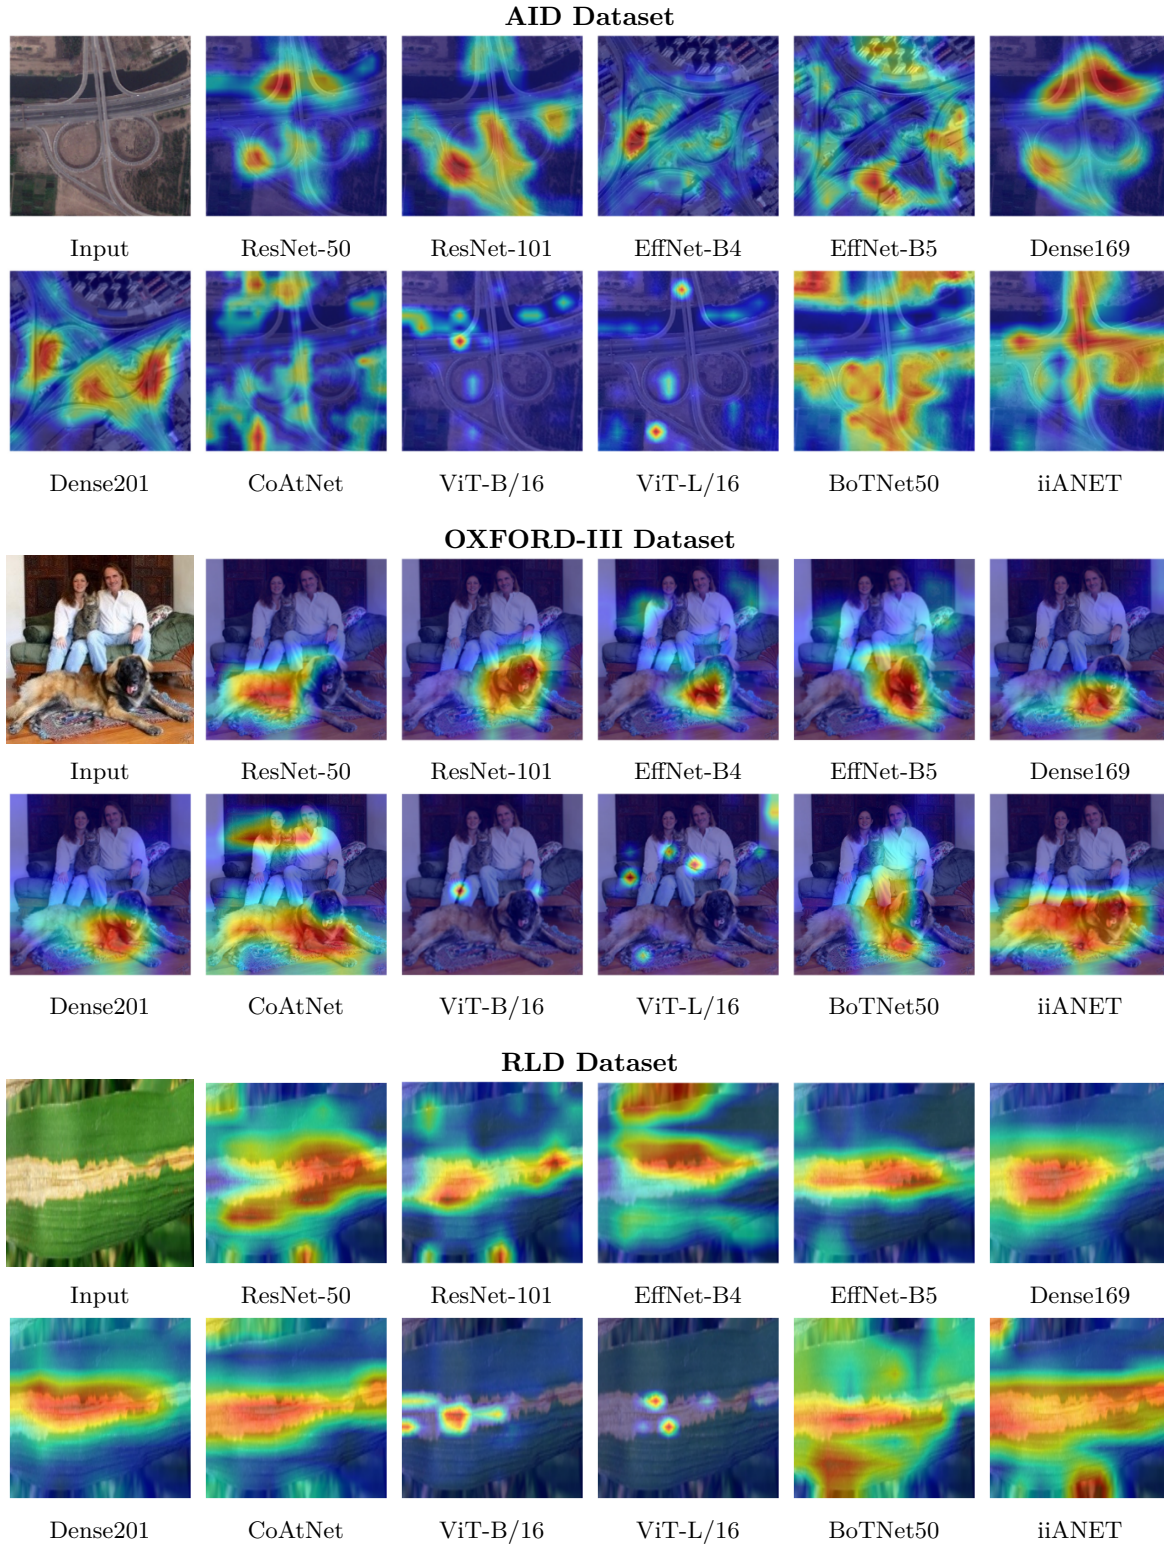 AID Dataset
Input ResNet-50 ResNet-101 EffNet-B4 EffNet-B5 Dense169
Dense201 CoAtNet ViT-B/16 ViT-L/16 BoTNet50 iiANET
OXFORD-III Dataset
Input ResNet-50 ResNet-101 EffNet-B4 EffNet-B5 Dense169
Dense201 CoAtNet ViT-B/16 ViT-L/16 BoTNet50 iiANET
RLD Dataset
Input ResNet-50 ResNet-101 EffNet-B4 EffNet-B5 Dense169
Dense201 CoAtNet ViT-B/16 ViT-L/16 BoTNet50 iiANET